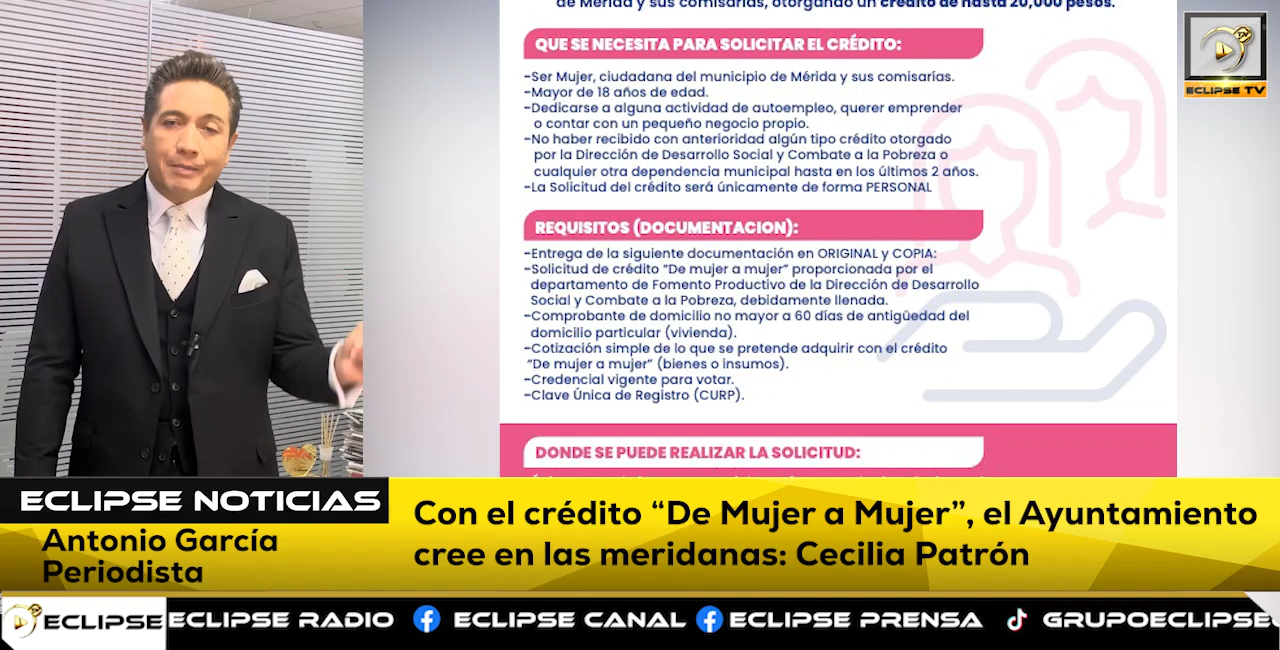 de Mérida y sus comisarías, otorgando un crédito de hasta 20,000 pesos.
QUE SE NECESITA PARA SOLICITAR EL CRÉDITO:
-Ser Mujer, ciudadana del municipio de Mérida y sus comisarías.
-Mayor de 18 años de edad.
-Dedicarse a alguna actividad de autoempleo, querer emprender
o contar con un pequeño negocio propio.
-No haber recibido con anterioridad algún tipo crédito otorgado
por la Dirección de Desarrollo Social y Combate a la Pobreza o
cualquier otra dependencia municipal hasta en los últimos 2 años.
-La Solicitud del crédito será únicamente de forma PERSONAL
REQUISITOS (DOCUMENTACION):
-Entrega de la siguiente documentación en ORIGINAL y COPIA:
-Solicitud de crédito “De mujer a mujer” proporcionada por el
departamento de Fomento Productivo de la Dirección de Desarrollo
Social y Combate a la Pobreza, debidamente llenada.
-Comprobante de domicilio no mayor a 60 días de antigüedad del
domicilio particular (vivienda).
-Cotización simple de lo que se pretende adquirir con el crédito
“De mujer a mujer” (bienes o insumos).
-Credencial vigente para votar.
-Clave Única de Registro (CURP).
DONDE SE PUEDE REALIZAR LA SOLICITUD:
TV
ECLIPSE TV
ECLIPSE NOTICIAS
Antonio García
Periodista
Con el crédito “De Mujer a Mujer”, el Ayuntamiento
cree en las meridanas: Cecilia Patrón
ECLIPSE
ECLIPSE RADIO ECLIPSE CANAL ECLIPSE PRENSA GRUPOECLIPSE